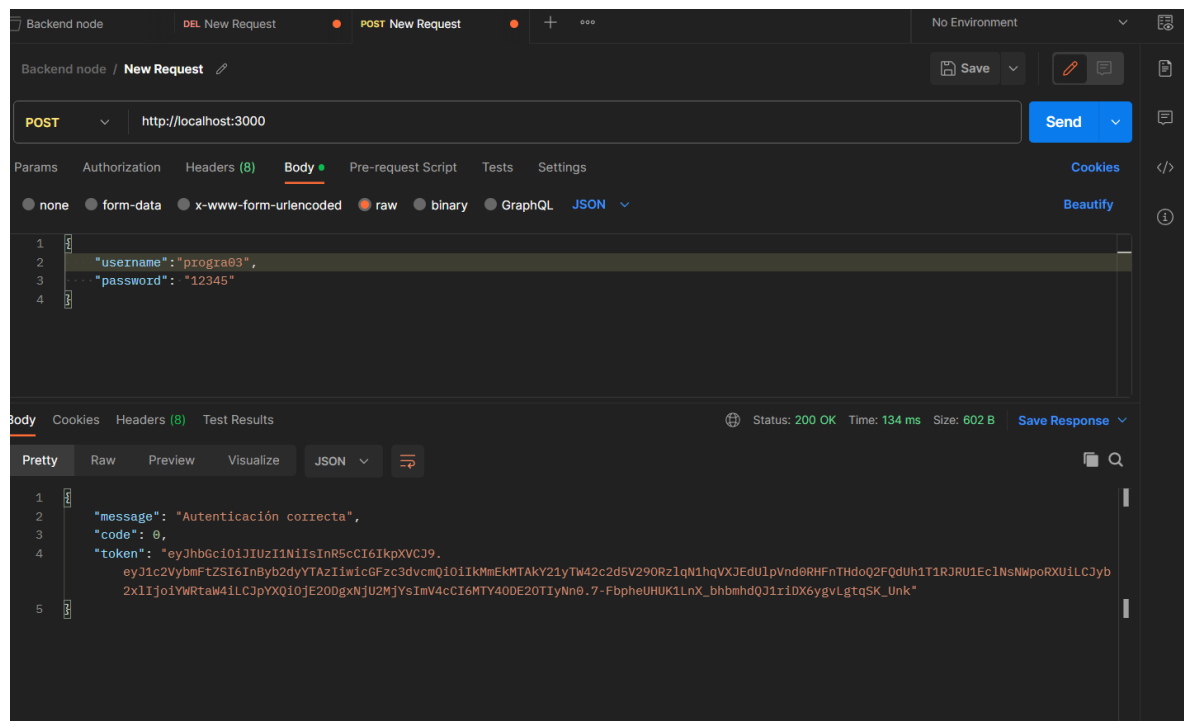 Backend node DEL New Request POST New Request No Environment
Backend node / New Request Save
POST http://localhost:3000 Send
Params Authorization Headers (8) Body Pre-request Script Tests Settings Cookies
none form-data x-www-form-urlencoded raw binary GraphQL JSON Beautify
1 {
2 "username":"progra03",
3 "password": "12345"
4 }
Body Cookies Headers (8) Test Results Status: 200 OK Time: 134 ms Size: 602 B Save Response
Pretty Raw Preview Visualize JSON
1 {
2 "message": "Autenticación correcta",
3 "code": 0,
4 "token": "eyJhbGciOiJIUzI1NiIsInR5cCI6IkpXVCJ9.
eyJ1c2VybmFtZSI6InByb2dyYTAzIiwicGFzc3dvcmQiOiIkMmEkMTAkY21yTW42c2d5V29ORzlqN1hqVXJEdUlpVnd0RHFnTHdoQ2FQdUh1T1RJRU1EclNsNWpoRXUiLCJyb
2xlIjoiYWRtaW4iLCJpYXQiOjE2ODgxNjU2MjYsImV4cCI6MTY4ODE2OTIyNn0.7-FbpheUHUK1LnX_bhbmhdQJ1riDX6ygvLgtqSK_Unk"
5 }